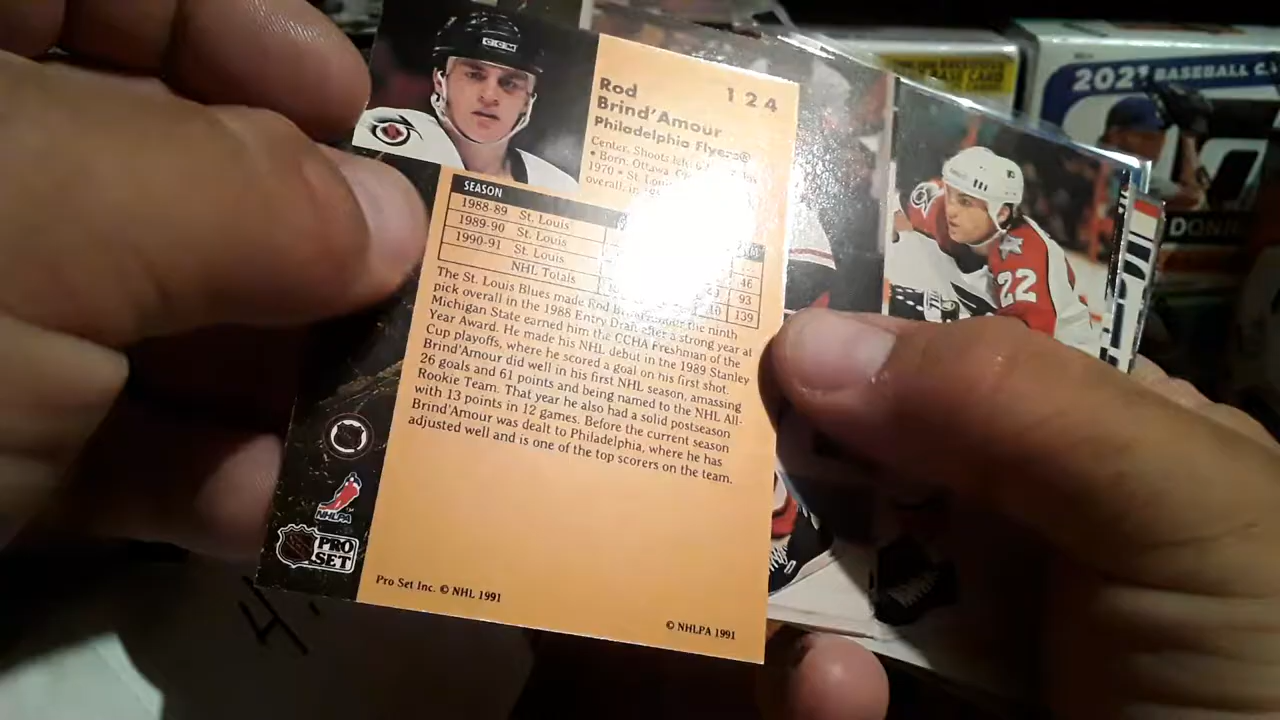 CCM
Rod
Brind'Amour
Philadelphia Flyers®
124
Center. Shoots left.
• Born: Ottawa,
1970 • St.
overall, in
SEASON
1988-89 St. Louis
1989-90 St. Louis 46
1990-91 St. Louis 93
NHL Totals 139
The St. Louis Blues made Rod the ninth
pick overall in the 1988 Entry Draft after a strong year at
Michigan State earned him the CCHA Freshman of the
Year Award. He made his NHL debut in the 1989 Stanley
Cup playoffs, where he scored a goal on his first shot.
Brind'Amour did well in his first NHL season, amassing
26 goals and 61 points and being named to the NHL All-
Rookie Team. That year he also had a solid postseason
with 13 points in 12 games. Before the current season
Brind'Amour was dealt to Philadelphia, where he has
adjusted well and is one of the top scorers on the team.
NHLPA
PRO
SET
Pro Set Inc. © NHL 1991
© NHLPA 1991
22
BASE CARD
2021 BASEBALL